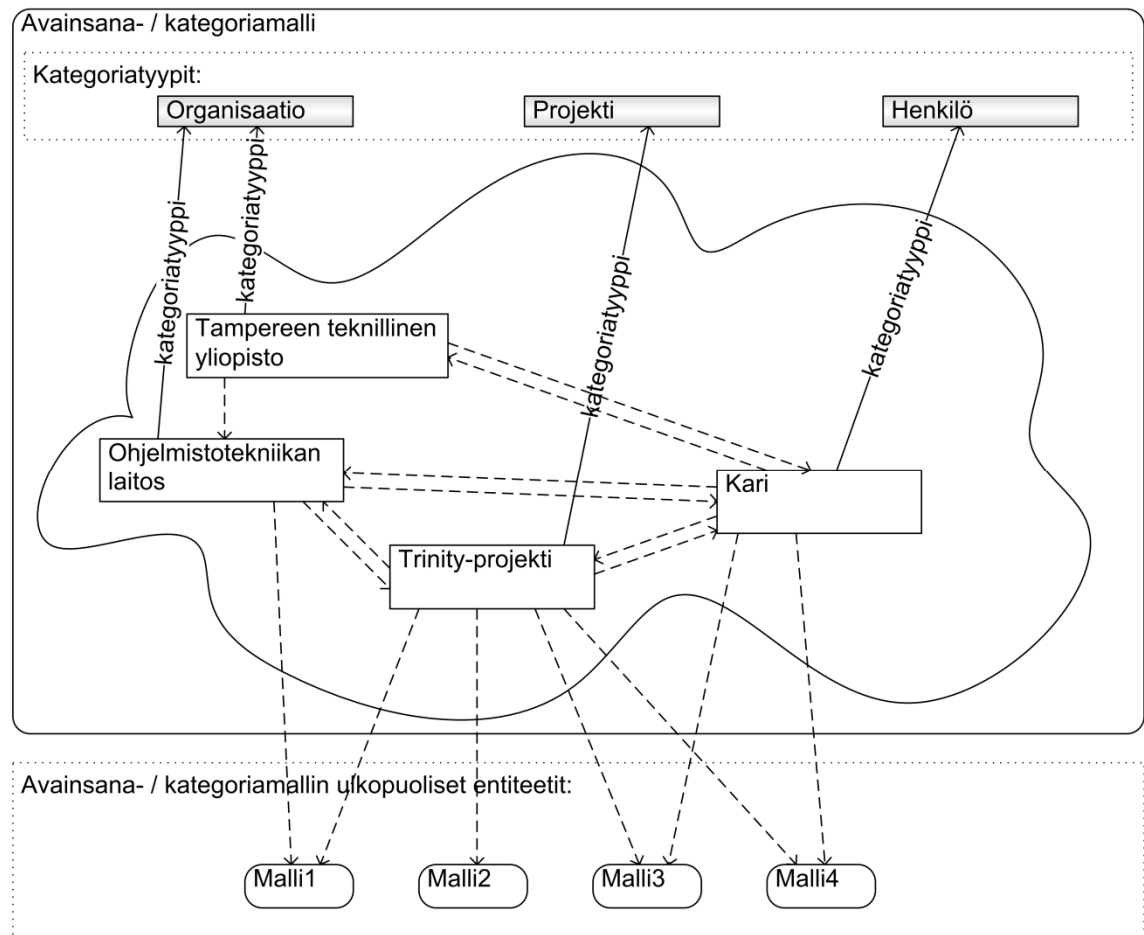 Avainsana- / kategoriamalli
Kategoriatyypit:
Organisaatio
Projekti
Henkilö
kategoriatyyppi
kategoriatyyppi
kategoriatyyppi
kategoriatyyppi
Tampereen teknillinen
yliopisto
Ohjelmistotekniikan
laitos
Kari
Trinity-projekti
Avainsana- / kategoriamallin ulkopuoliset entiteetit:
Malli1
Malli2
Malli3
Malli4